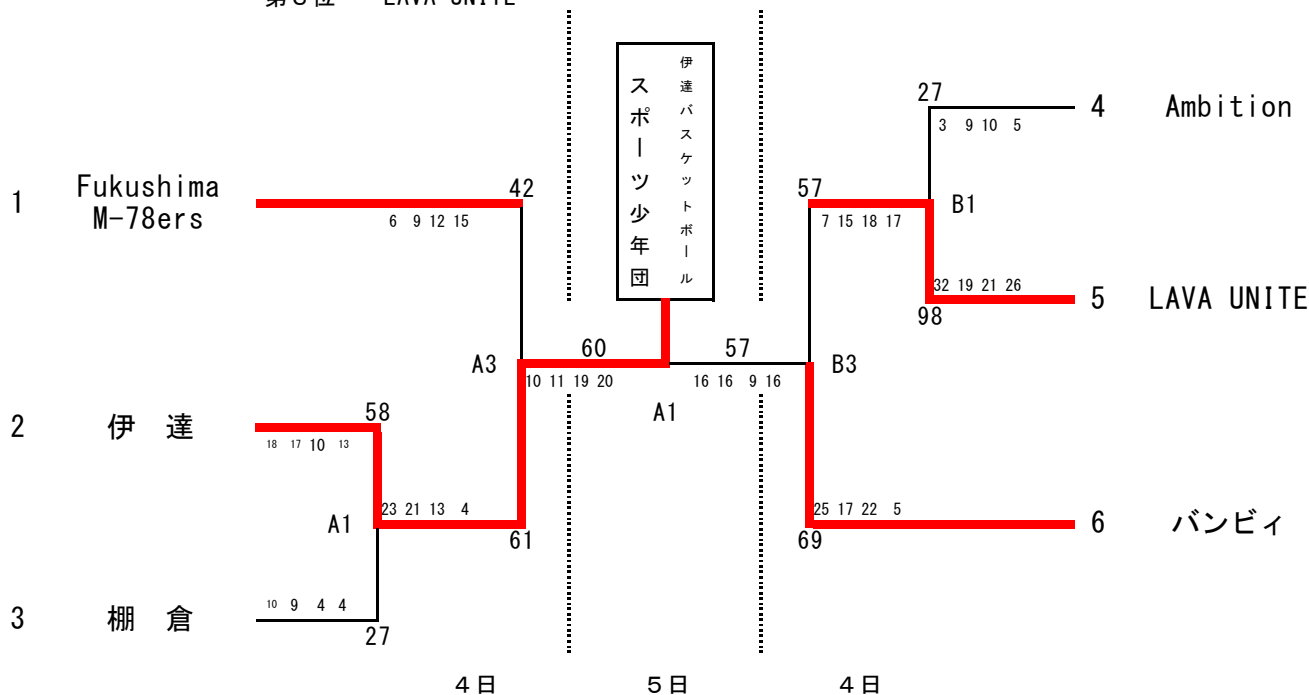 第3位 LAVA UNITE
伊達バスケットボール
スポーツ少年団
1 Fukushima
M-78ers
42
6 9 12 15
2 伊 達
58
18 17 10 13
A1
23 21 13 4
61
3 棚 倉
10 9 4 4
27
A3
60
10 11 19 20
57
16 16 9 16
A1
27
3 9 10 5
4 Ambition
57
7 15 18 17
B1
32 19 21 26
98
5 LAVA UNITE
B3
25 17 22 5
69
6 バンビィ
4日 5日 4日